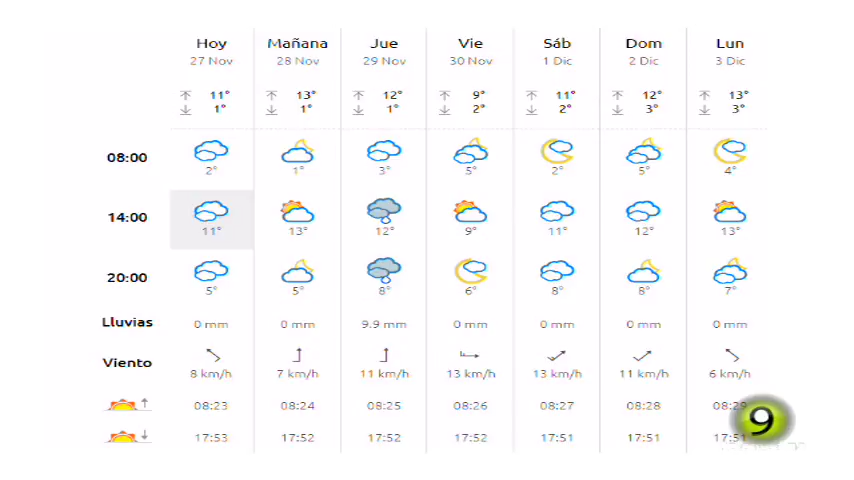 Hoy Mañana Jue Vie Sáb Dom Lun
27 Nov 28 Nov 29 Nov 30 Nov 1 Dic 2 Dic 3 Dic
11° 13° 12° 9° 11° 12° 13°
1° 1° 1° 2° 2° 3° 3°
08:00
2° 1° 3° 5° 2° 5° 4°
14:00
11° 13° 12° 9° 11° 12° 13°
20:00
5° 5° 8° 6° 8° 8° 7°
Lluvias 0 mm 0 mm 9.9 mm 0 mm 0 mm 0 mm 0 mm
Viento 8 km/h 7 km/h 11 km/h 13 km/h 13 km/h 11 km/h 6 km/h
08:23 08:24 08:25 08:26 08:27 08:28 08:29
17:53 17:52 17:52 17:52 17:51 17:51 17:51
9